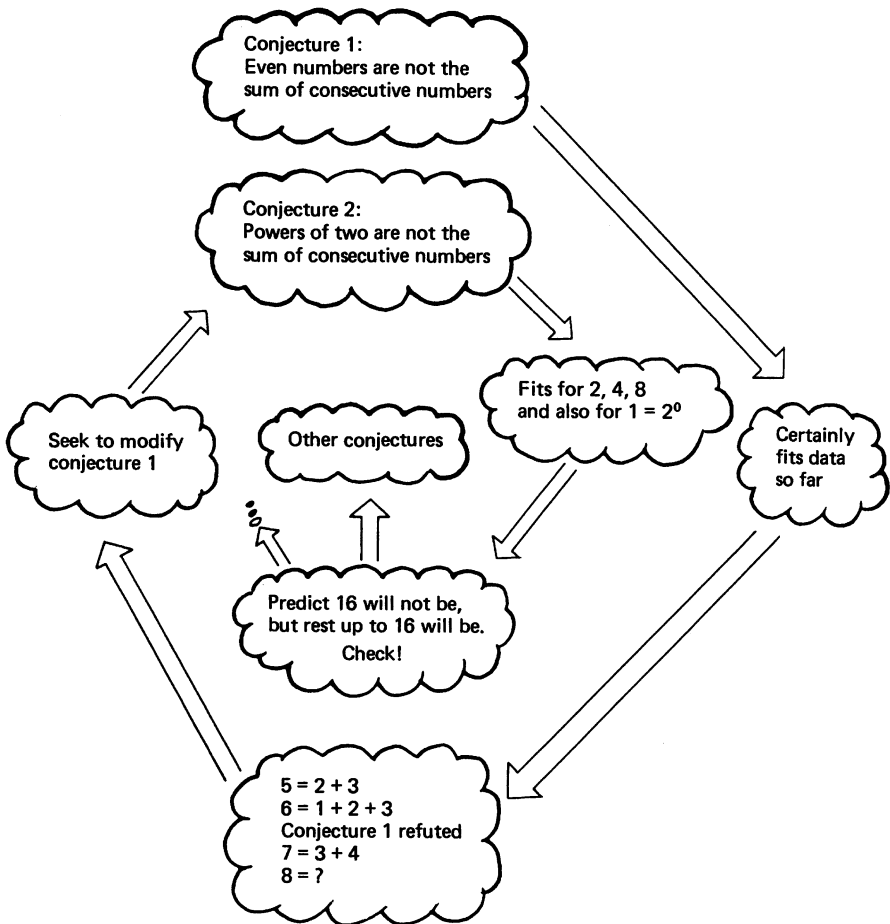 Conjecture 1:
Even numbers are not the
sum of consecutive numbers
Conjecture 2:
Powers of two are not the
sum of consecutive numbers
Fits for 2, 4, 8
and also for 1 = 2⁰
Certainly
fits data
so far
Seek to modify
conjecture 1
Other conjectures
Predict 16 will not be,
but rest up to 16 will be.
Check!
5 = 2 + 3
6 = 1 + 2 + 3
Conjecture 1 refuted
7 = 3 + 4
8 = ?